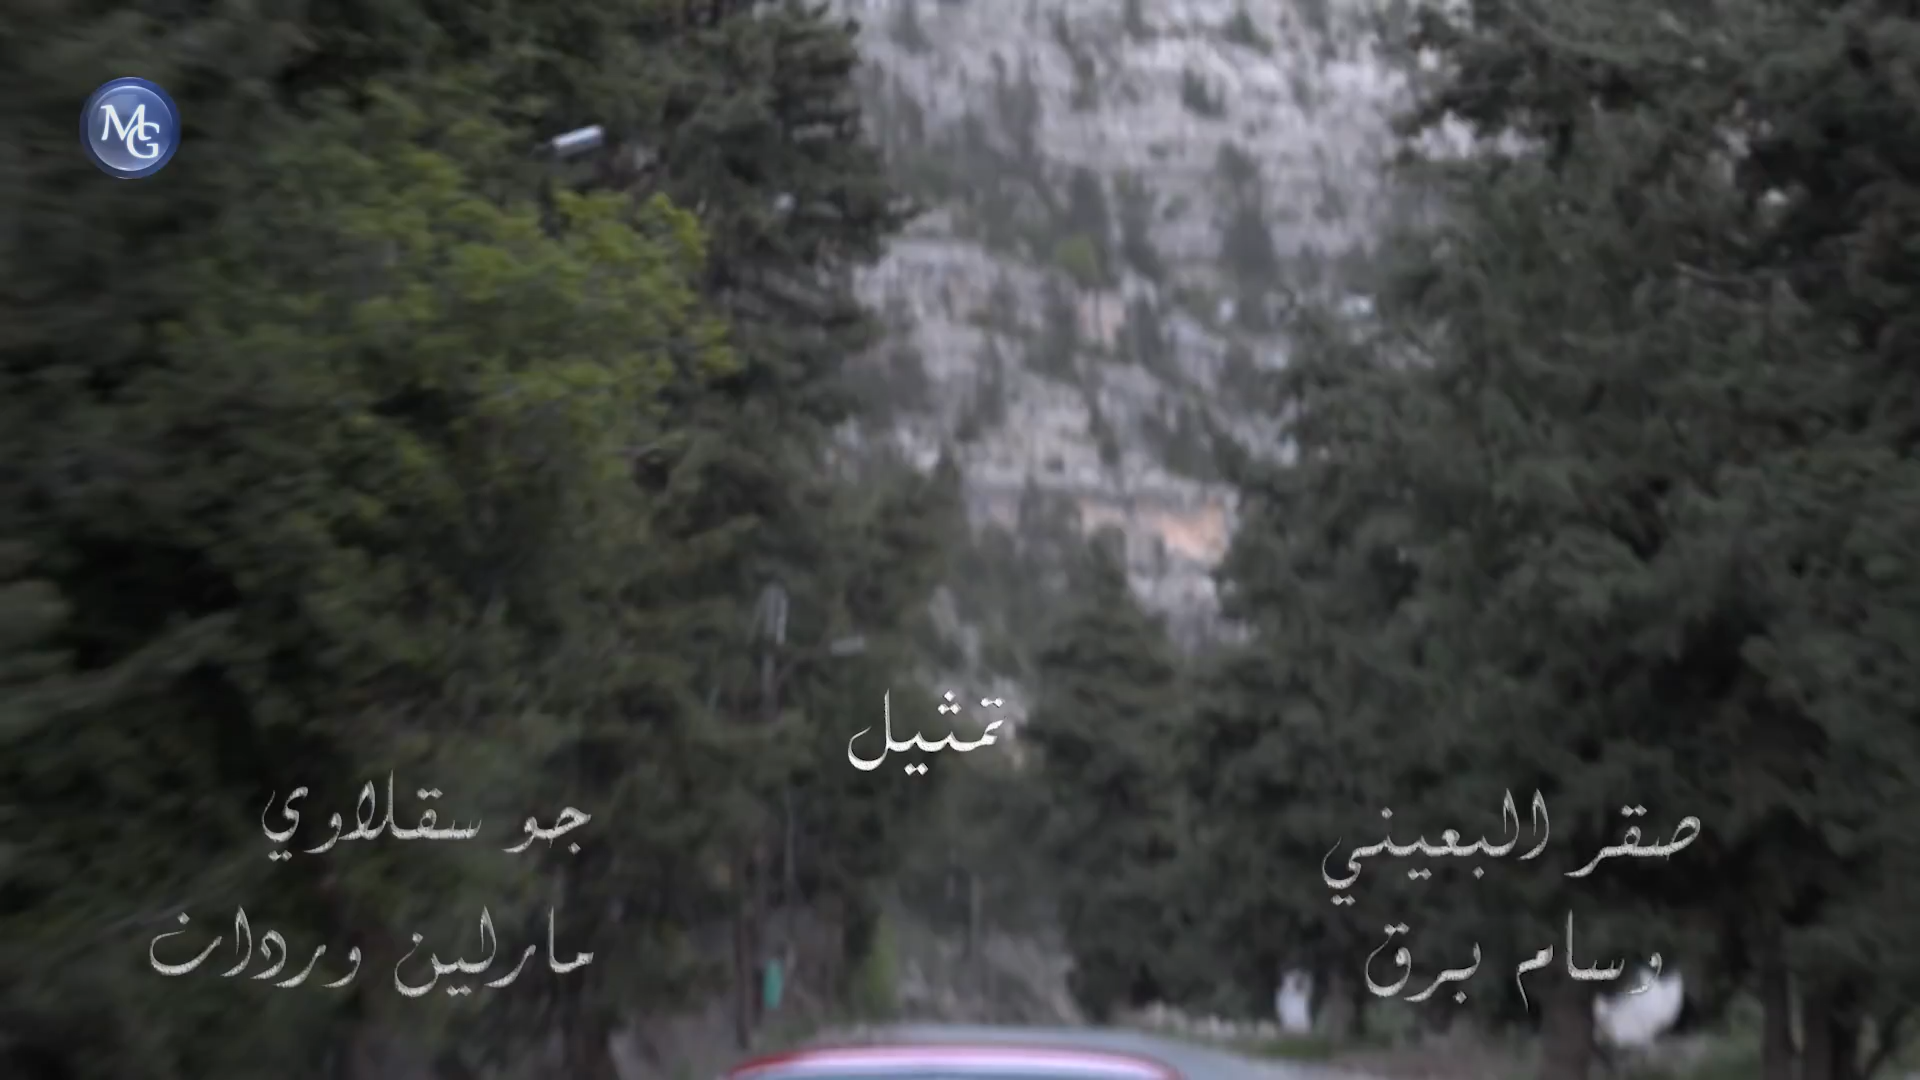 MG
تمثيل
صقر البعيني
جو سقلاوي
وسام برق
مارلين وردان